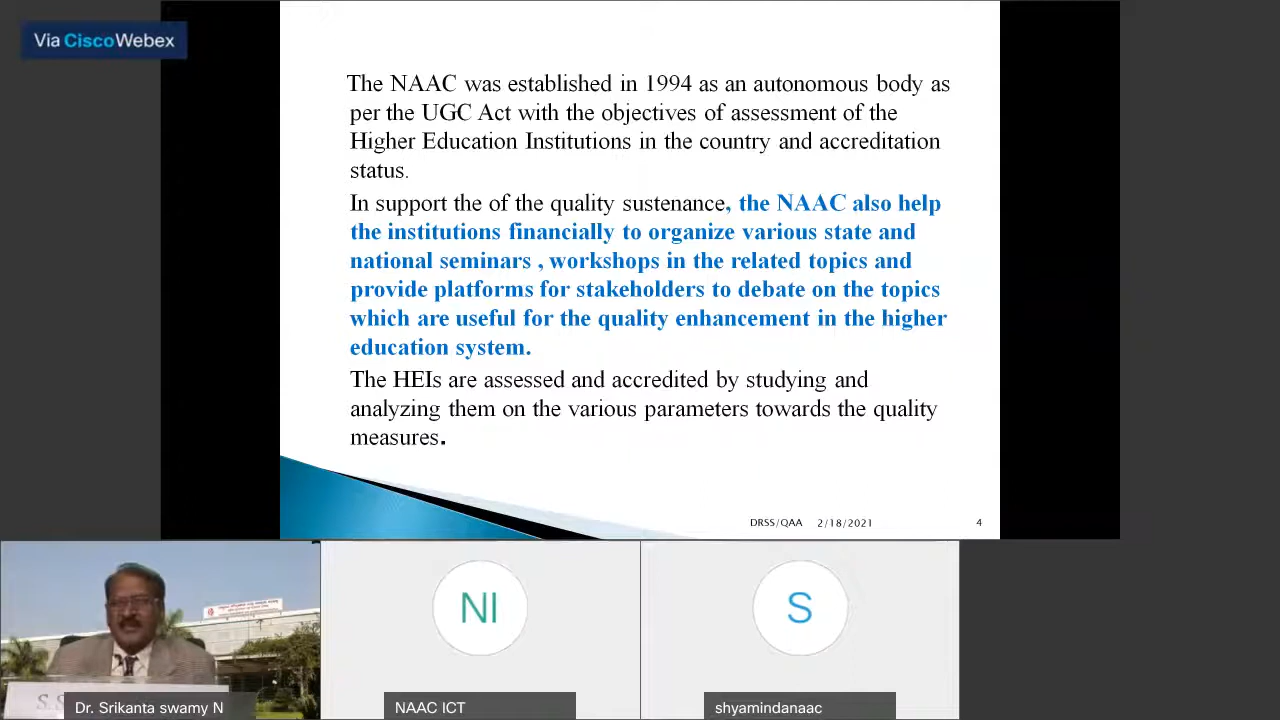 Via CiscoWebex
The NAAC was established in 1994 as an autonomous body as
per the UGC Act with the objectives of assessment of the
Higher Education Institutions in the country and accreditation
status.
In support the of the quality sustenance, the NAAC also help
the institutions financially to organize various state and
national seminars , workshops in the related topics and
provide platforms for stakeholders to debate on the topics
which are useful for the quality enhancement in the higher
education system.
The HEIs are assessed and accredited by studying and
analyzing them on the various parameters towards the quality
measures.
DRSS/QAA 2/18/2021 4
NI
S
Dr. Srikanta swamy N
NAAC ICT
shyamindanaac